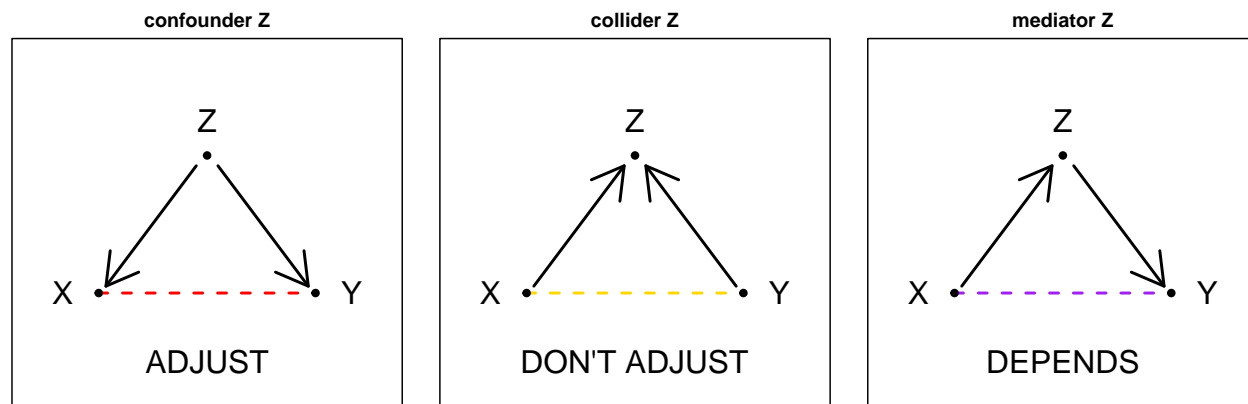 confounder Z
Z
X
Y
ADJUST
collider Z
Z
X
Y
DON'T ADJUST
mediator Z
Z
X
Y
DEPENDS